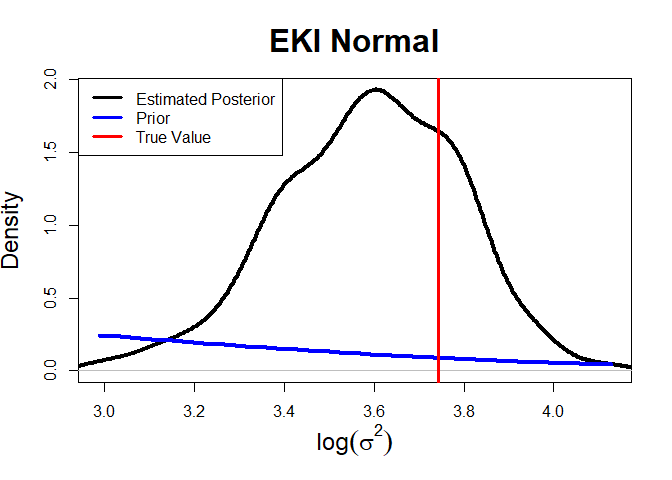 EKI Normal
Estimated Posterior
Prior
True Value
Density
0.0
0.5
1.0
1.5
2.0
3.0 3.2 3.4 3.6 3.8 4.0
log(σ²)